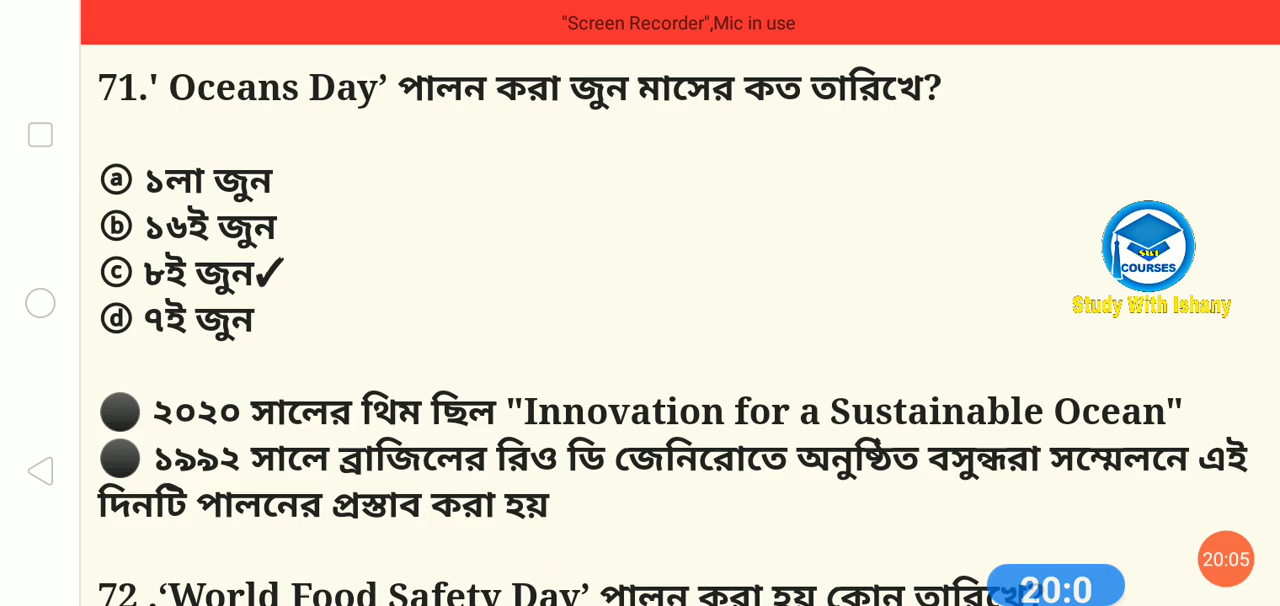 "Screen Recorder",Mic in use
71.' Oceans Day’ পালন করা জুন মাসের কত তারিখে?
ⓐ ১লা জুন
ⓑ ১৬ই জুন
ⓒ ৮ই জুন✓
ⓓ ৭ই জুন
SWI
COURSES
Study With Ishany
⚫ ২০২০ সালের থিম ছিল "Innovation for a Sustainable Ocean"
⚫ ১৯৯২ সালে ব্রাজিলের রিও ডি জেনিরোতে অনুষ্ঠিত বসুন্ধরা সম্মেলনে এই
দিনটি পালনের প্রস্তাব করা হয়
20:05
72 .‘World Food Safety Day’ পালন করা হয় কোন তারিখে?
20:0